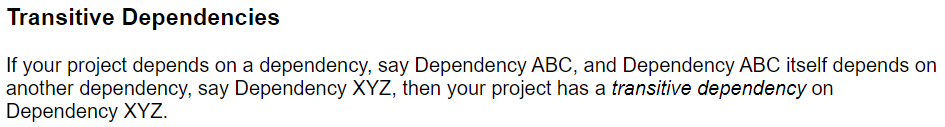 Transitive Dependencies
If your project depends on a dependency, say Dependency ABC, and Dependency ABC itself depends on
another dependency, say Dependency XYZ, then your project has a transitive dependency on
Dependency XYZ.